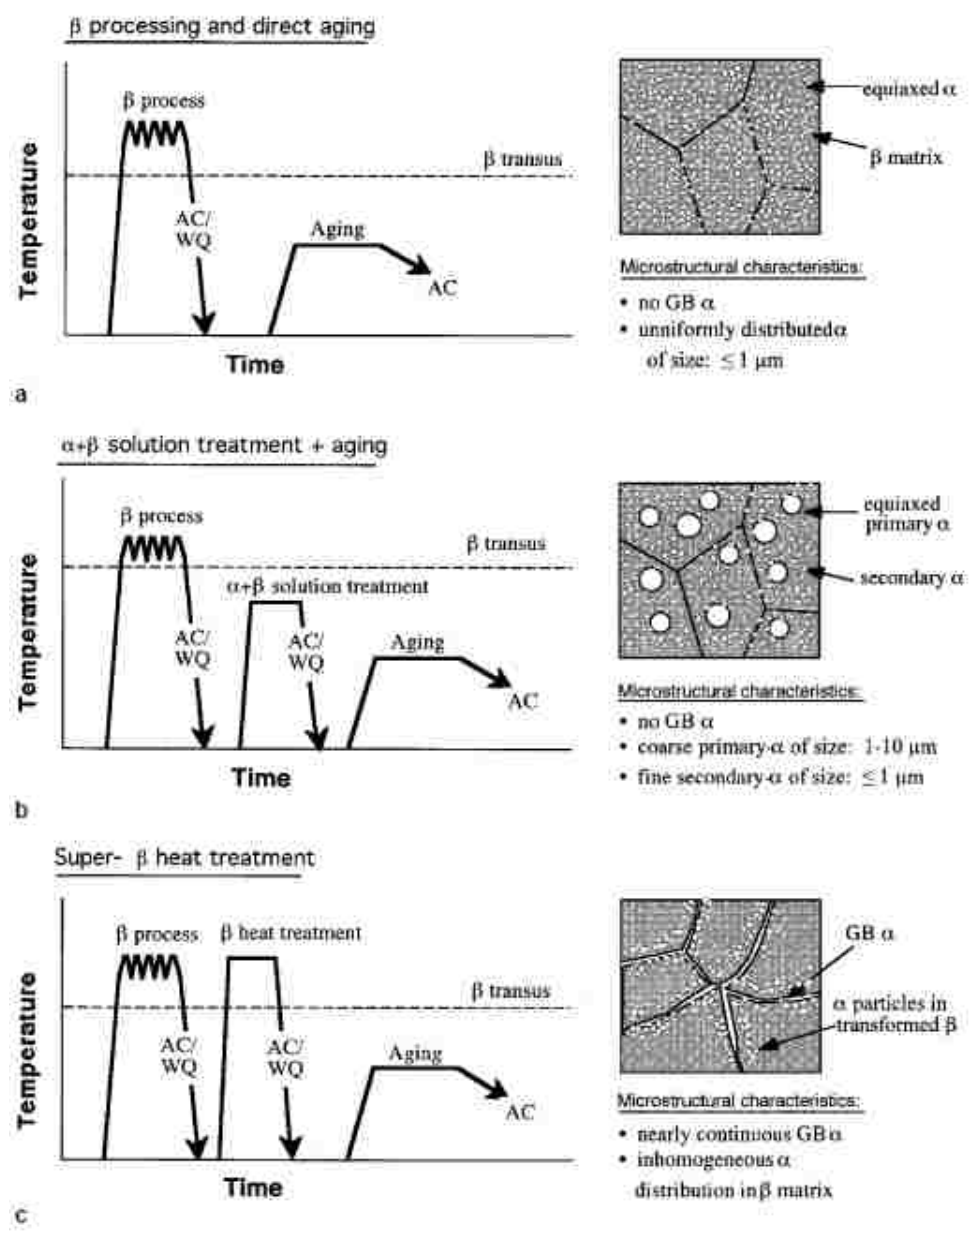 β processing and direct aging
β process
β transus
AC/
WQ
Aging
AC
Temperature
Time
equiaxed α
β matrix
Microstructural characteristics:
• no GB α
• unniformly distributed α
of size: ≤ 1 μm
a
α+β solution treatment + aging
β process
β transus
α+β solution treatment
AC/
WQ
AC/
WQ
Aging
AC
Temperature
Time
equiaxed
primary α
secondary α
Microstructural characteristics:
• no GB α
• coarse primary-α of size: 1-10 μm
• fine secondary-α of size: ≤ 1 μm
b
Super- β heat treatment
β process
β heat treatment
β transus
AC/
WQ
AC/
WQ
Aging
AC
Temperature
Time
GB α
α particles in
transformed β
Microstructural characteristics:
• nearly continuous GB α
• inhomogeneous α
distribution in β matrix
c